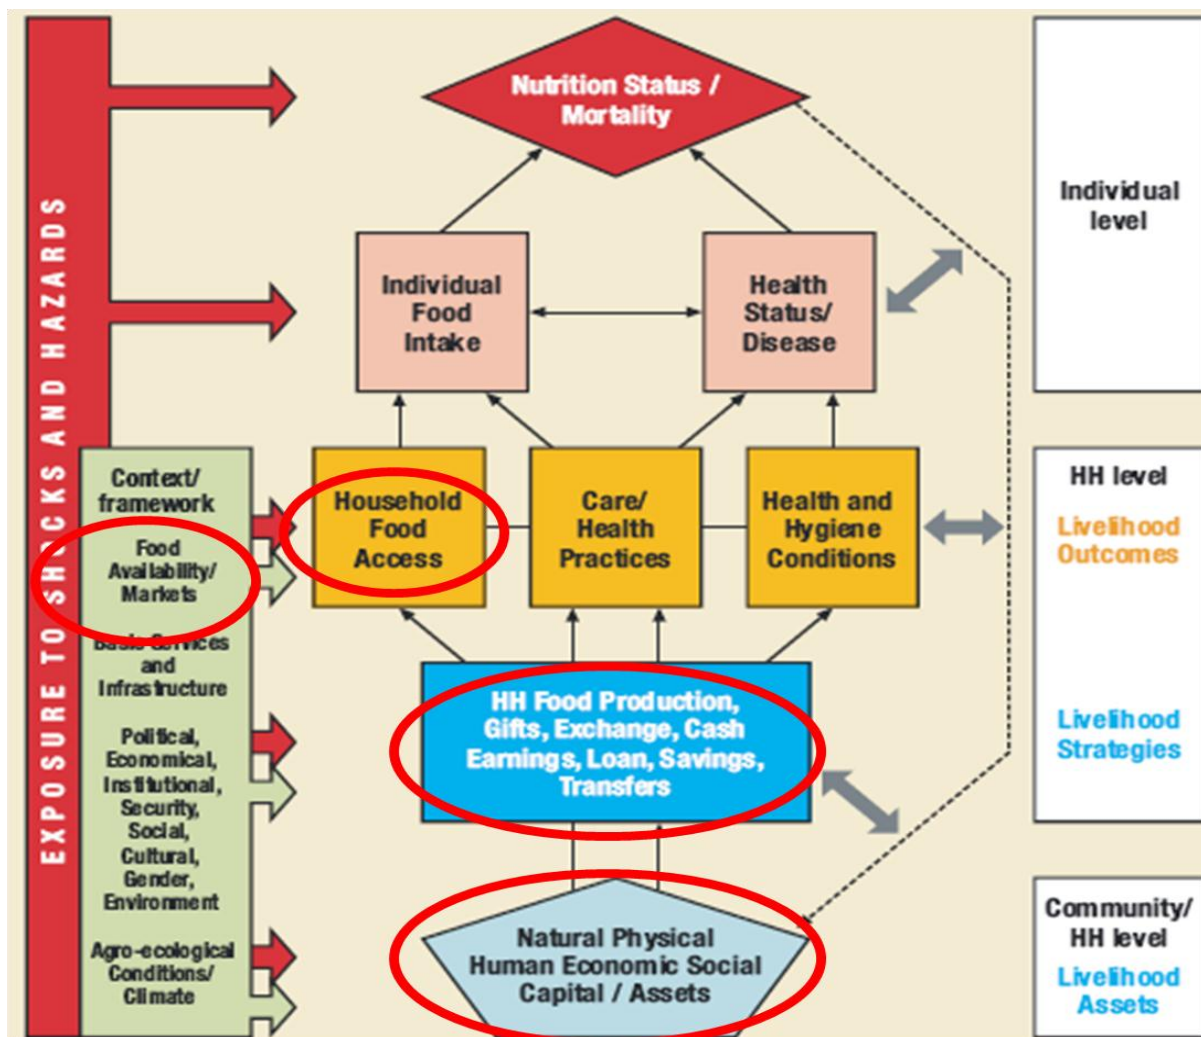 EXPOSURE TO SHOCKS AND HAZARDS
Nutrition Status /
Mortality
Individual
Food
Intake
Health
Status/
Disease
Individual
level
Context/
framework
Food
Availability/
Markets
Basic Services
and
Infrastructure
Political,
Economical,
Institutional,
Security,
Social,
Cultural,
Gender,
Environment
Agro-ecological
Conditions/
Climate
Household
Food
Access
Care/
Health
Practices
Health and
Hygiene
Conditions
HH level
Livelihood
Outcomes
HH Food Production,
Gifts, Exchange, Cash
Earnings, Loan, Savings,
Transfers
Livelihood
Strategies
Natural Physical
Human Economic Social
Capital / Assets
Community/
HH level
Livelihood
Assets